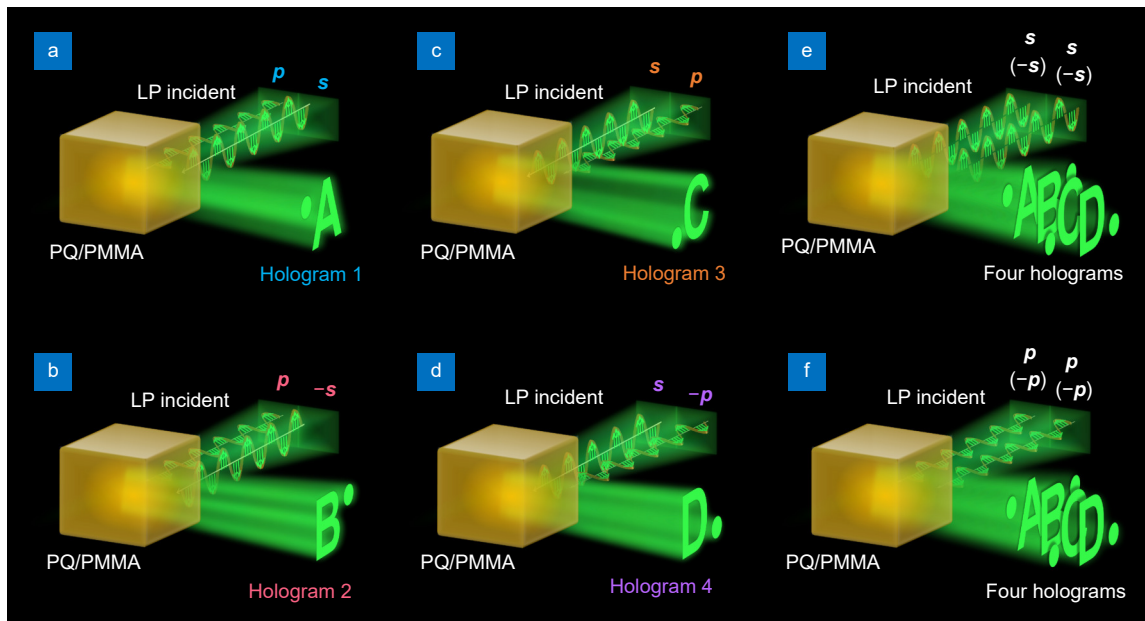 a
p
s
LP incident
A
PQ/PMMA
Hologram 1
c
s
p
LP incident
C
PQ/PMMA
Hologram 3
e
s
s
(−s)
(−s)
LP incident
ABCD
PQ/PMMA
Four holograms
b
p
−s
LP incident
B
PQ/PMMA
Hologram 2
d
s
−p
LP incident
D
PQ/PMMA
Hologram 4
f
p
p
(−p)
(−p)
LP incident
ABCD
PQ/PMMA
Four holograms